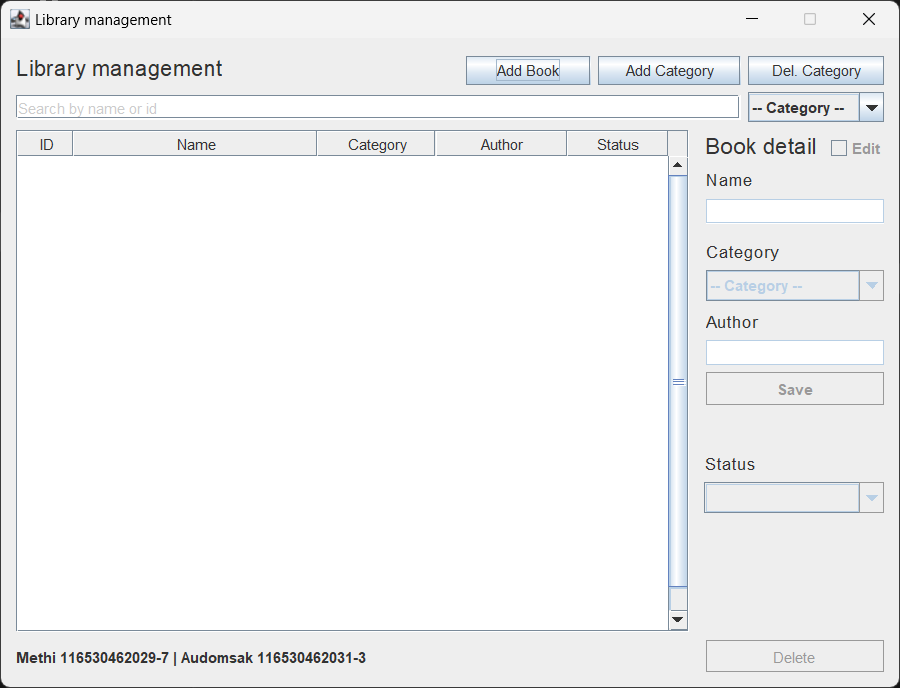 Library management
Library management
Add Book
Add Category
Del. Category
Search by name or id
-- Category --
ID Name Category Author Status
Book detail
Edit
Name
Category
-- Category --
Author
Save
Status
Methi 116530462029-7 | Audomsak 116530462031-3
Delete